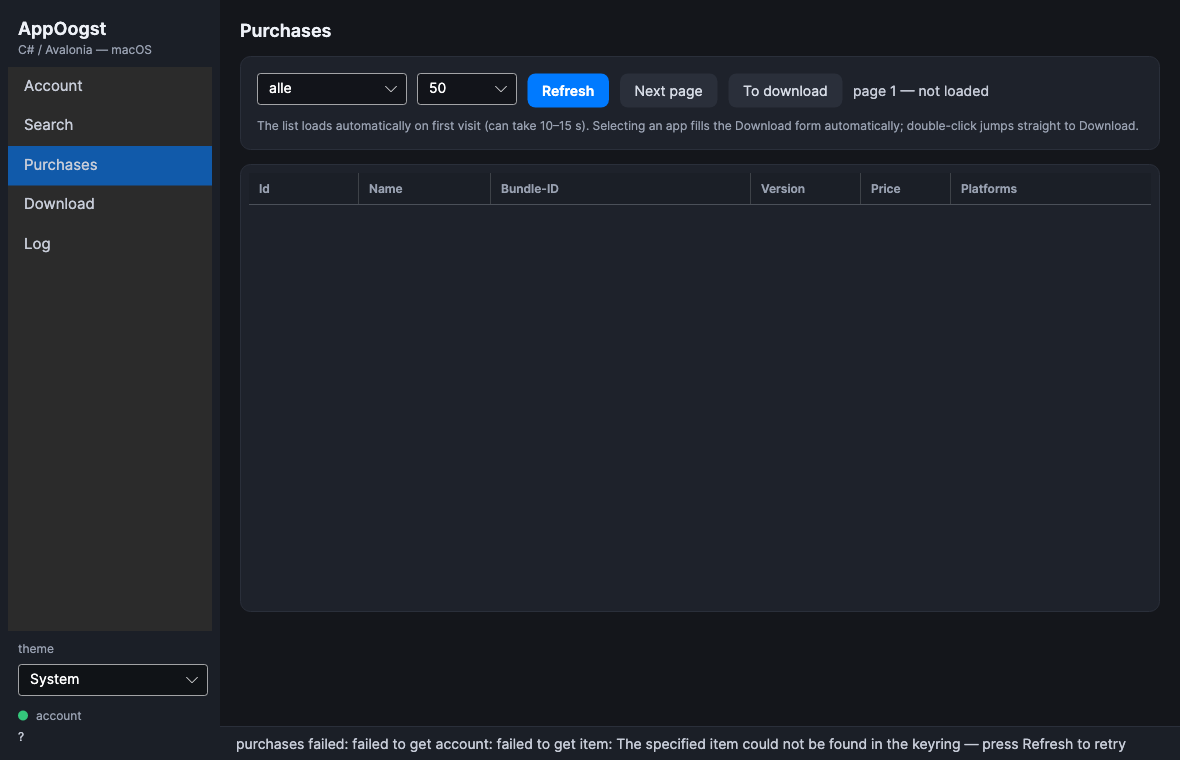 AppOogst
C# / Avalonia — macOS
Account
Search
Purchases
Download
Log
theme
System
account
?
Purchases
alle 50 Refresh Next page To download page 1 — not loaded
The list loads automatically on first visit (can take 10–15 s). Selecting an app fills the Download form automatically; double-click jumps straight to Download.
Id Name Bundle-ID Version Price Platforms
purchases failed: failed to get account: failed to get item: The specified item could not be found in the keyring — press Refresh to retry